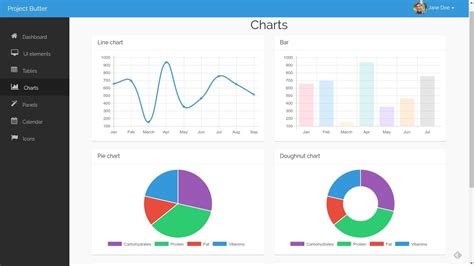 Project Butter
Jane Doe
Dashboard
UI elements
Tables
Charts
Panels
Calendar
Icons
Charts
Line chart
1000
900
800
700
600
500
400
300
200
100
Jan Feb March Apr May Jun Jul Aug Sep
Bar
1000
900
800
700
600
500
400
300
200
100
Jan Feb March Apr May Jun Jul
Pie chart
Carbohydrates Protein Fat Vitamins
Doughnut chart
Carbohydrates Protein Fat Vitamins